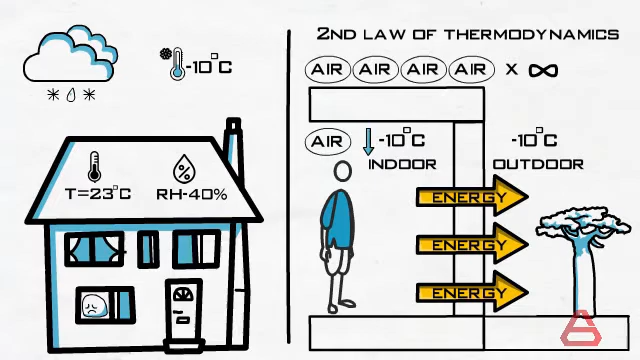 -10°C
T=23°C
RH-40%
2ND LAW OF THERMODYNAMICS
AIR AIR AIR AIR X ∞
AIR
-10°C
INDOOR
-10°C
OUTDOOR
ENERGY
ENERGY
ENERGY